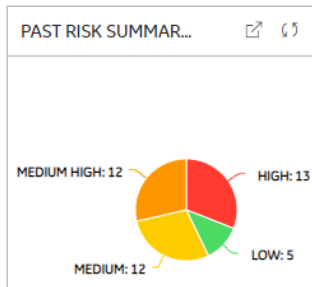 PAST RISK SUMMAR...
MEDIUM HIGH: 12
HIGH: 13
LOW: 5
MEDIUM: 12